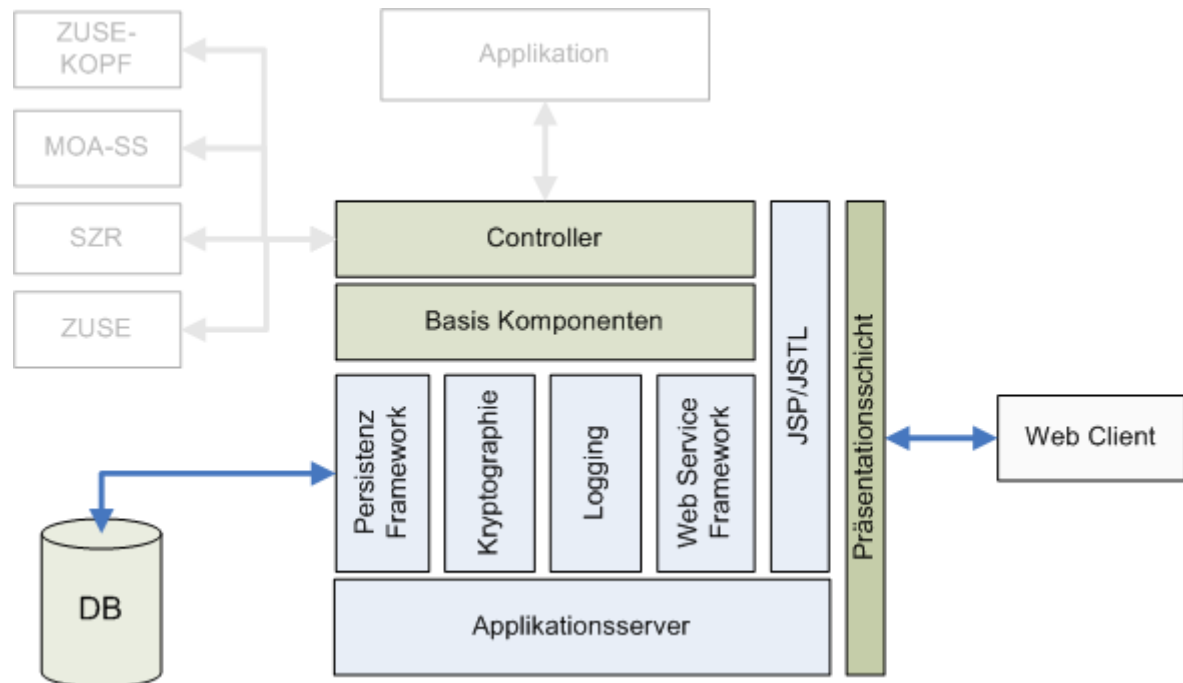 ZUSE-
KOPF
Applikation
MOA-SS
SZR
Controller
ZUSE
Basis Komponenten
Persistenz
Framework
Kryptographie
Logging
Web Service
Framework
JSP/JSTL
Präsentationsschicht
Web Client
DB
Applikationsserver